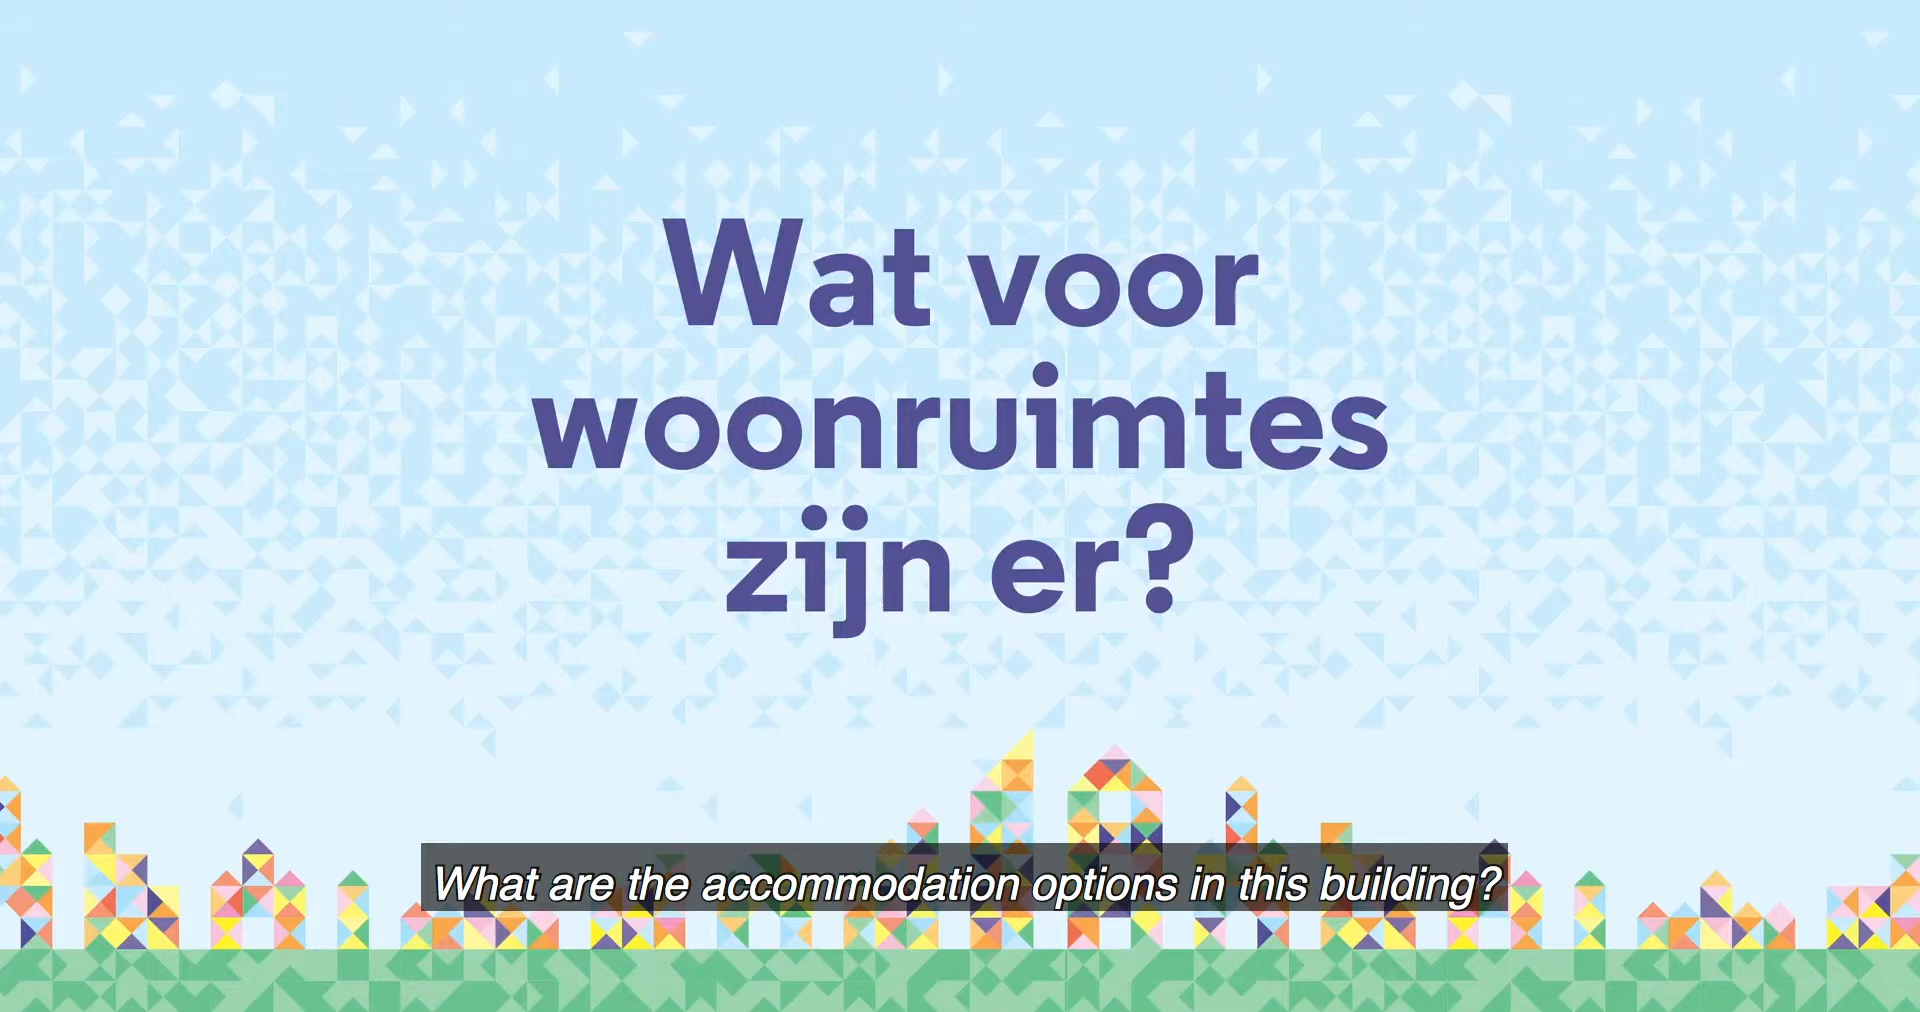 Wat voor
woonruimtes
zijn er?
What are the accommodation options in this building?